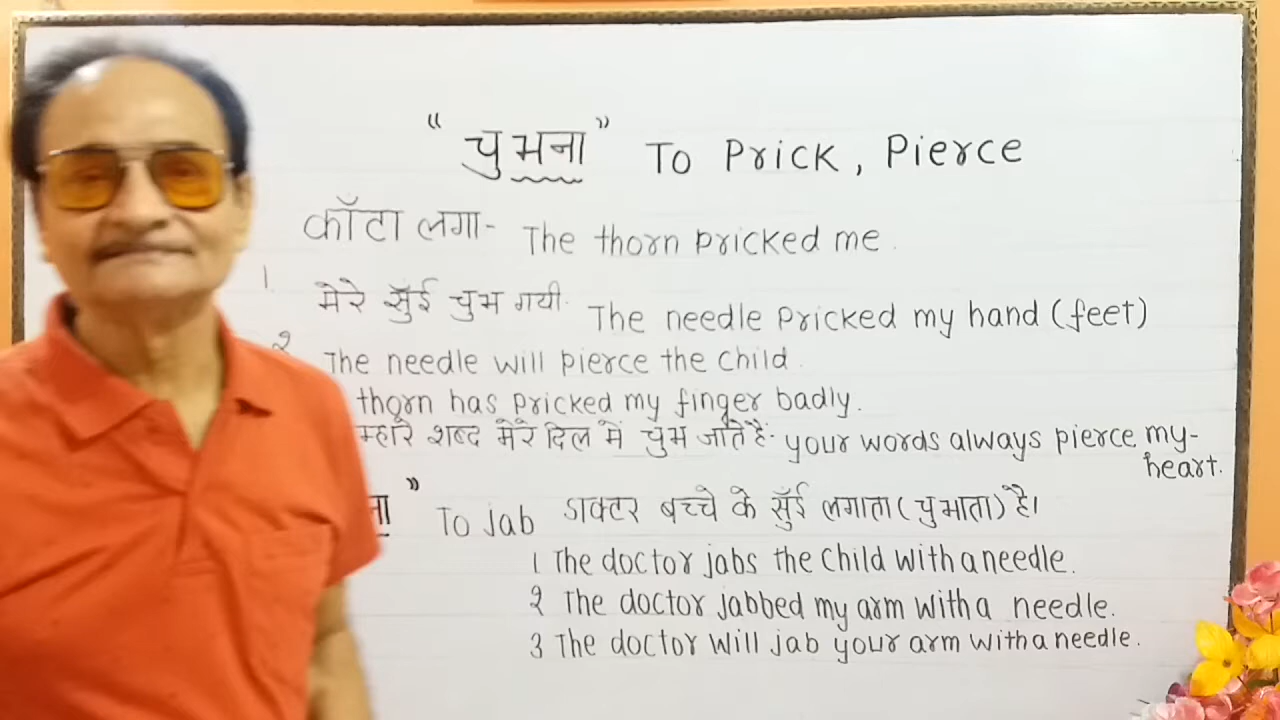 "चुभना" To Prick, Pierce
काँटा लगा- The thorn pricked me.
1 मेरे सुँई चुभ गयी. The needle pricked my hand (feet)
२ The needle will pierce the child.
thorn has pricked my finger badly.
म्हारे शब्द मेरे दिल में चुभ जाते हैं- your words always pierce my-
heart.
ना" To jab डाक्टर बच्चे के सुँई लगाता (चुभाता) है।
1 The doctor jabs the child with a needle.
२ The doctor jabbed my arm with a needle.
3 The doctor will jab your arm with a needle.